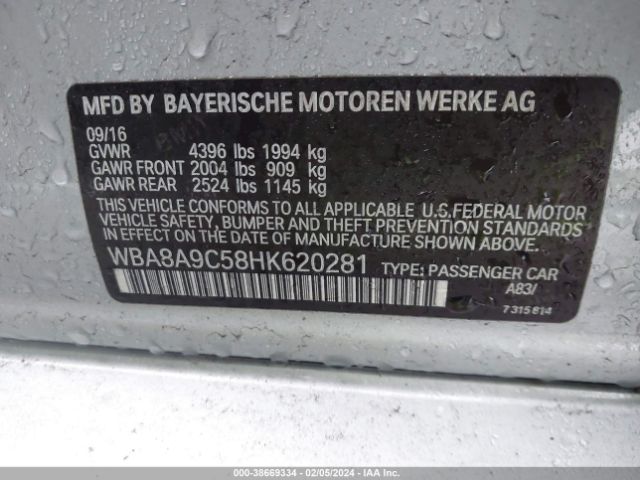 MFD BY BAYERISCHE MOTOREN WERKE AG
09/16
GVWR 4396 lbs 1994 kg
GAWR FRONT 2004 lbs 909 kg
GAWR REAR 2524 lbs 1145 kg
THIS VEHICLE CONFORMS TO ALL APPLICABLE U.S. FEDERAL MOTOR
VEHICLE SAFETY, BUMPER AND THEFT PREVENTION STANDARDS
IN EFFECT ON THE DATE OF MANUFACTURE SHOWN ABOVE.
WBA8A9C58HK620281 TYPE: PASSENGER CAR
A83/
7 315 814
000-38669334 - 02/05/2024 - IAA Inc.